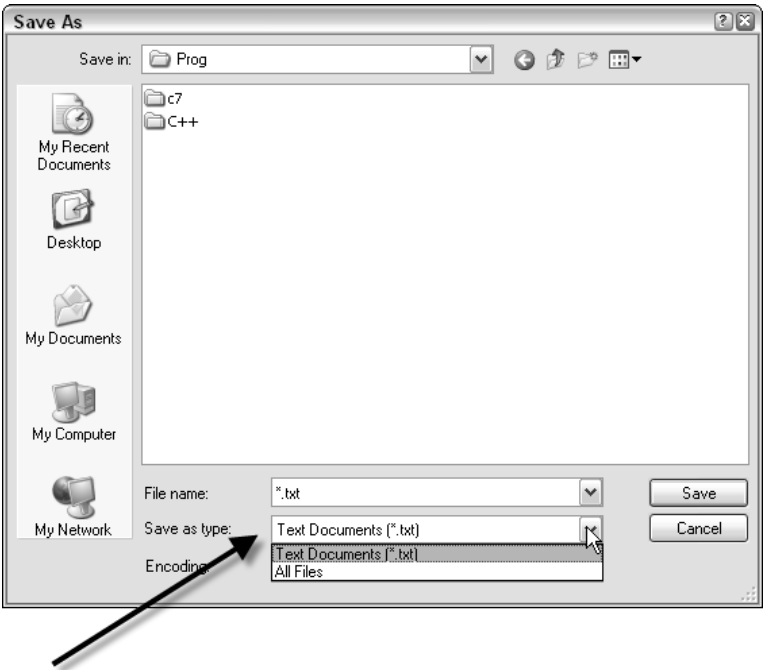 Save As
Save in:
Prog
c7
C++
My Recent
Documents
Desktop
My Documents
My Computer
My Network
File name:
*.txt
Save
Save as type:
Text Documents (*.txt)
Cancel
Encoding:
Text Documents (*.txt)
All Files